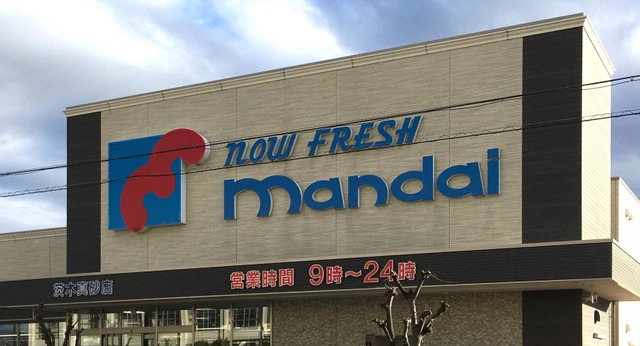 now FRESH
mandai
営業時間 9時～24時
茨木真砂店